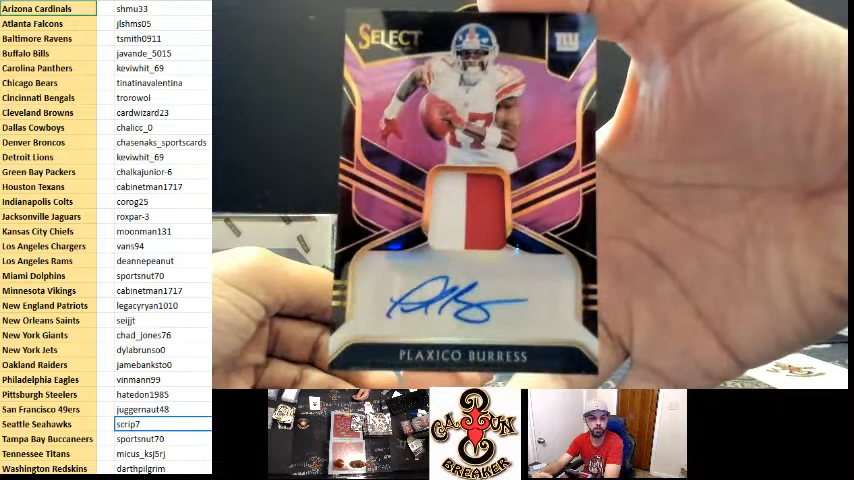 Arizona Cardinals shmu33
Atlanta Falcons jlshms05
Baltimore Ravens tsmith0911
Buffalo Bills javande_5015
Carolina Panthers keviwhit_69
Chicago Bears tinatinavalentina
Cincinnati Bengals trorowol
Cleveland Browns cardwizard23
Dallas Cowboys chalicc_0
Denver Broncos chasenaks_sportscards
Detroit Lions keviwhit_69
Green Bay Packers chalkajunior-6
Houston Texans cabinetman1717
Indianapolis Colts corog25
Jacksonville Jaguars roxpar-3
Kansas City Chiefs moonman131
Los Angeles Chargers vans94
Los Angeles Rams deannepeanut
Miami Dolphins sportsnut70
Minnesota Vikings cabinetman1717
New England Patriots legacyryan1010
New Orleans Saints seijjt
New York Giants chad_jones76
New York Jets dylabrunso0
Oakland Raiders jamebanksto0
Philadelphia Eagles vinmann99
Pittsburgh Steelers hatedon1985
San Francisco 49ers juggernaut48
Seattle Seahawks scrip7
Tampa Bay Buccaneers sportsnut70
Tennessee Titans micus_ksj5rj
Washington Redskins darthpilgrim
SELECT
NY
17
PLAXICO BURRESS
CAJUN
BREAKER